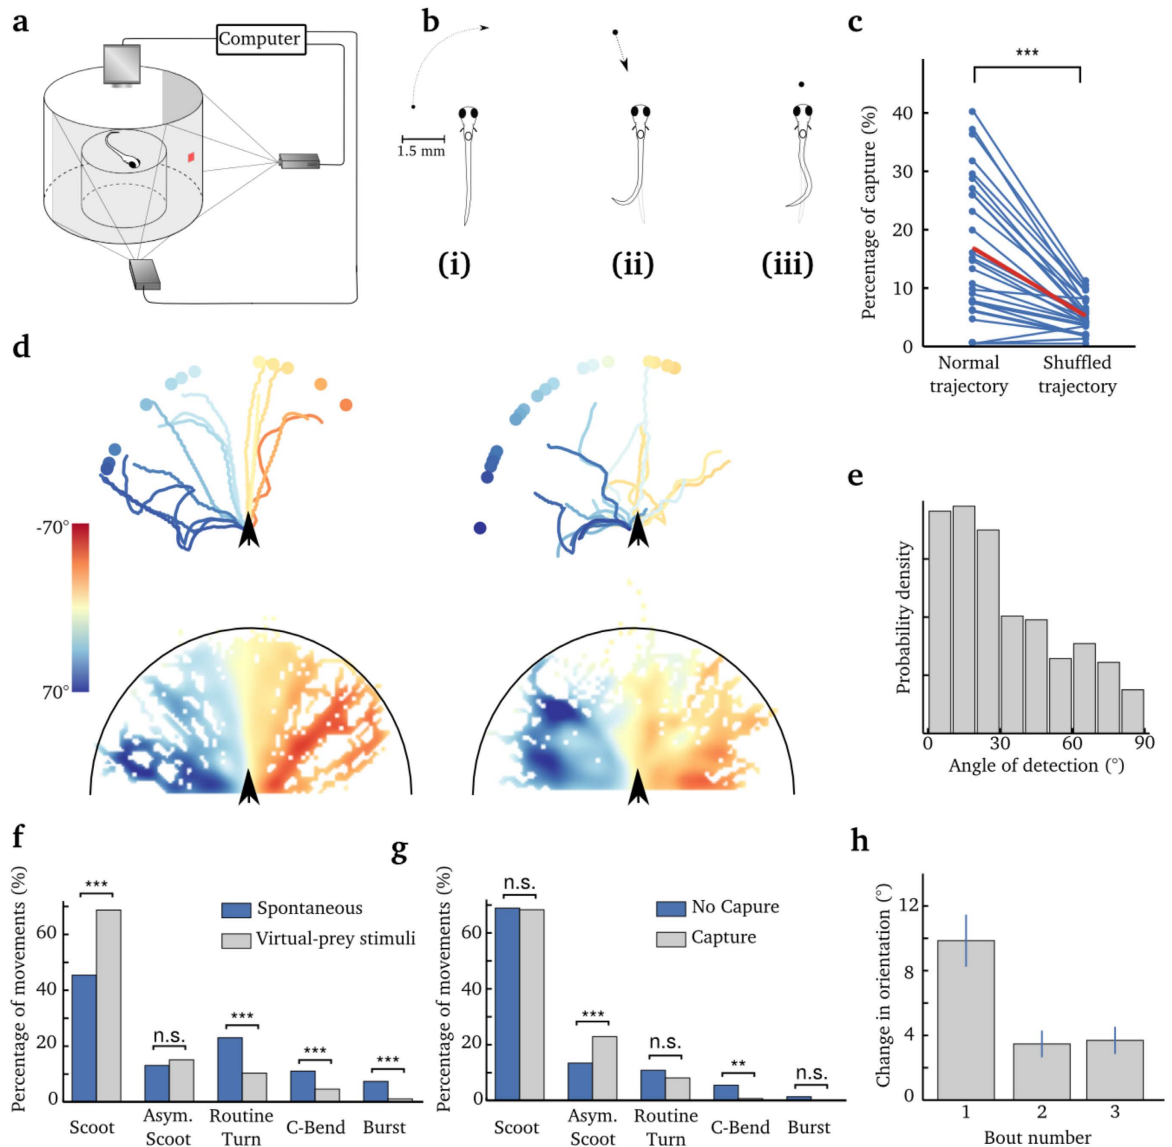 a
Computer
b
1.5 mm
(i)
(ii)
(iii)
c
***
Percentage of capture (%)
40
30
20
10
0
Normal
trajectory
Shuffled
trajectory
d
-70°
70°
e
Probability density
0
30
60
90
Angle of detection (°)
f
Percentage of movements (%)
60
40
20
0
***
n.s.
***
***
***
Spontaneous
Virtual-prey stimuli
Scoot
Asym.
Scoot
Routine
Turn
C-Bend
Burst
g
Percentage of movements (%)
60
40
20
0
n.s.
***
n.s.
**
n.s.
No Capure
Capture
Scoot
Asym.
Scoot
Routine
Turn
C-Bend
Burst
h
Change in orientation (°)
12
8
4
0
1
2
3
Bout number